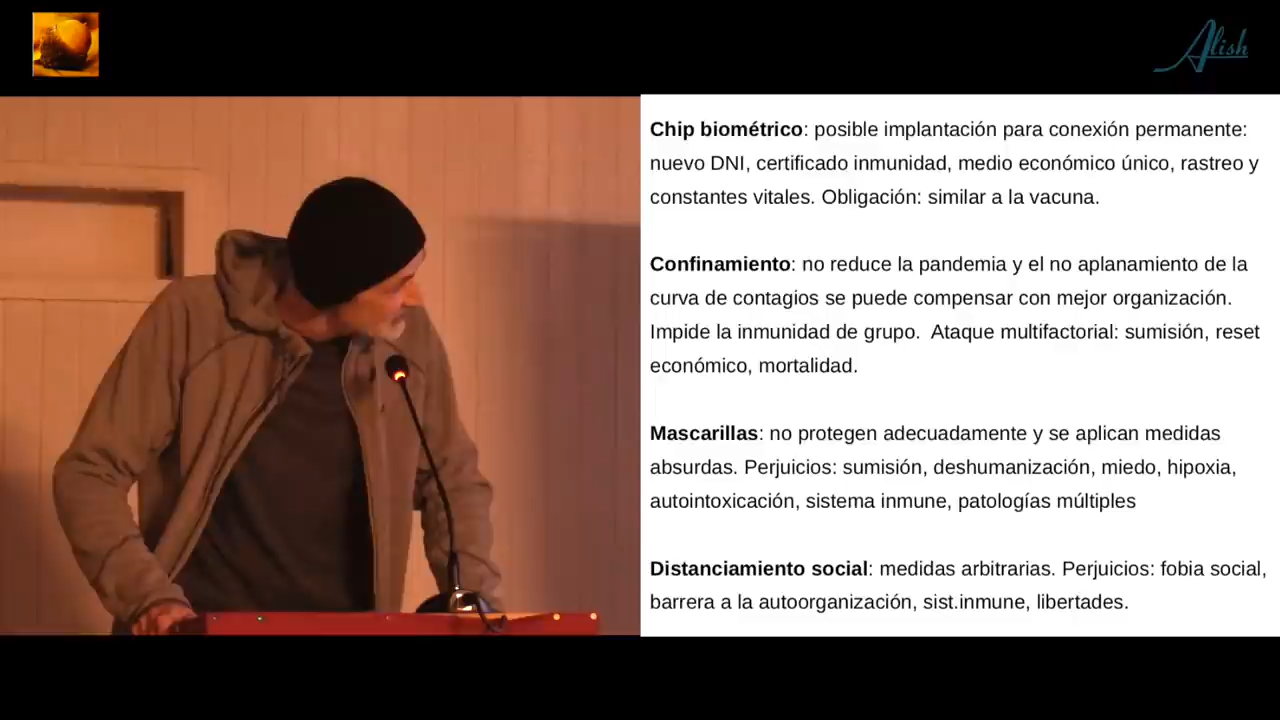 Alish
Chip biométrico: posible implantación para conexión permanente:
nuevo DNI, certificado inmunidad, medio económico único, rastreo y
constantes vitales. Obligación: similar a la vacuna.
Confinamiento: no reduce la pandemia y el no aplanamiento de la
curva de contagios se puede compensar con mejor organización.
Impide la inmunidad de grupo.  Ataque multifactorial: sumisión, reset
económico, mortalidad.
Mascarillas: no protegen adecuadamente y se aplican medidas
absurdas. Perjuicios: sumisión, deshumanización, miedo, hipoxia,
autointoxicación, sistema inmune, patologías múltiples
Distanciamiento social: medidas arbitrarias. Perjuicios: fobia social,
barrera a la autoorganización, sist.inmune, libertades.